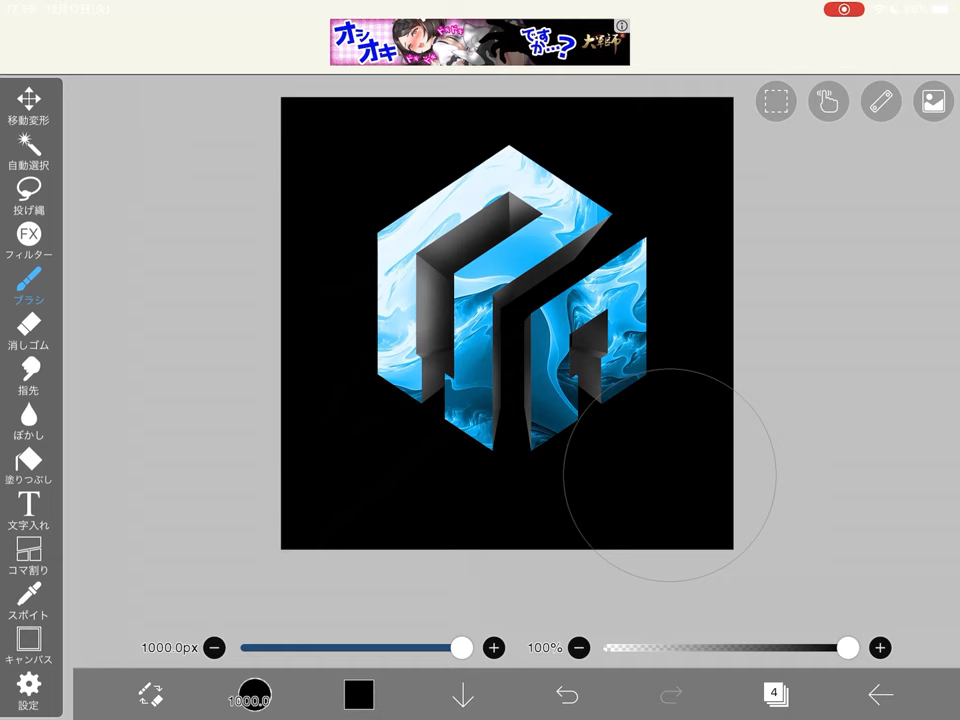 オシ
オキ
ですか…?
大軍師
移動変形
自動選択
投げ縄
FX
フィルター
ブラシ
消しゴム
指先
ぼかし
塗りつぶし
T
文字入れ
コマ割り
スポイト
キャンバス
設定
1000.0px
100%
1000.0
4